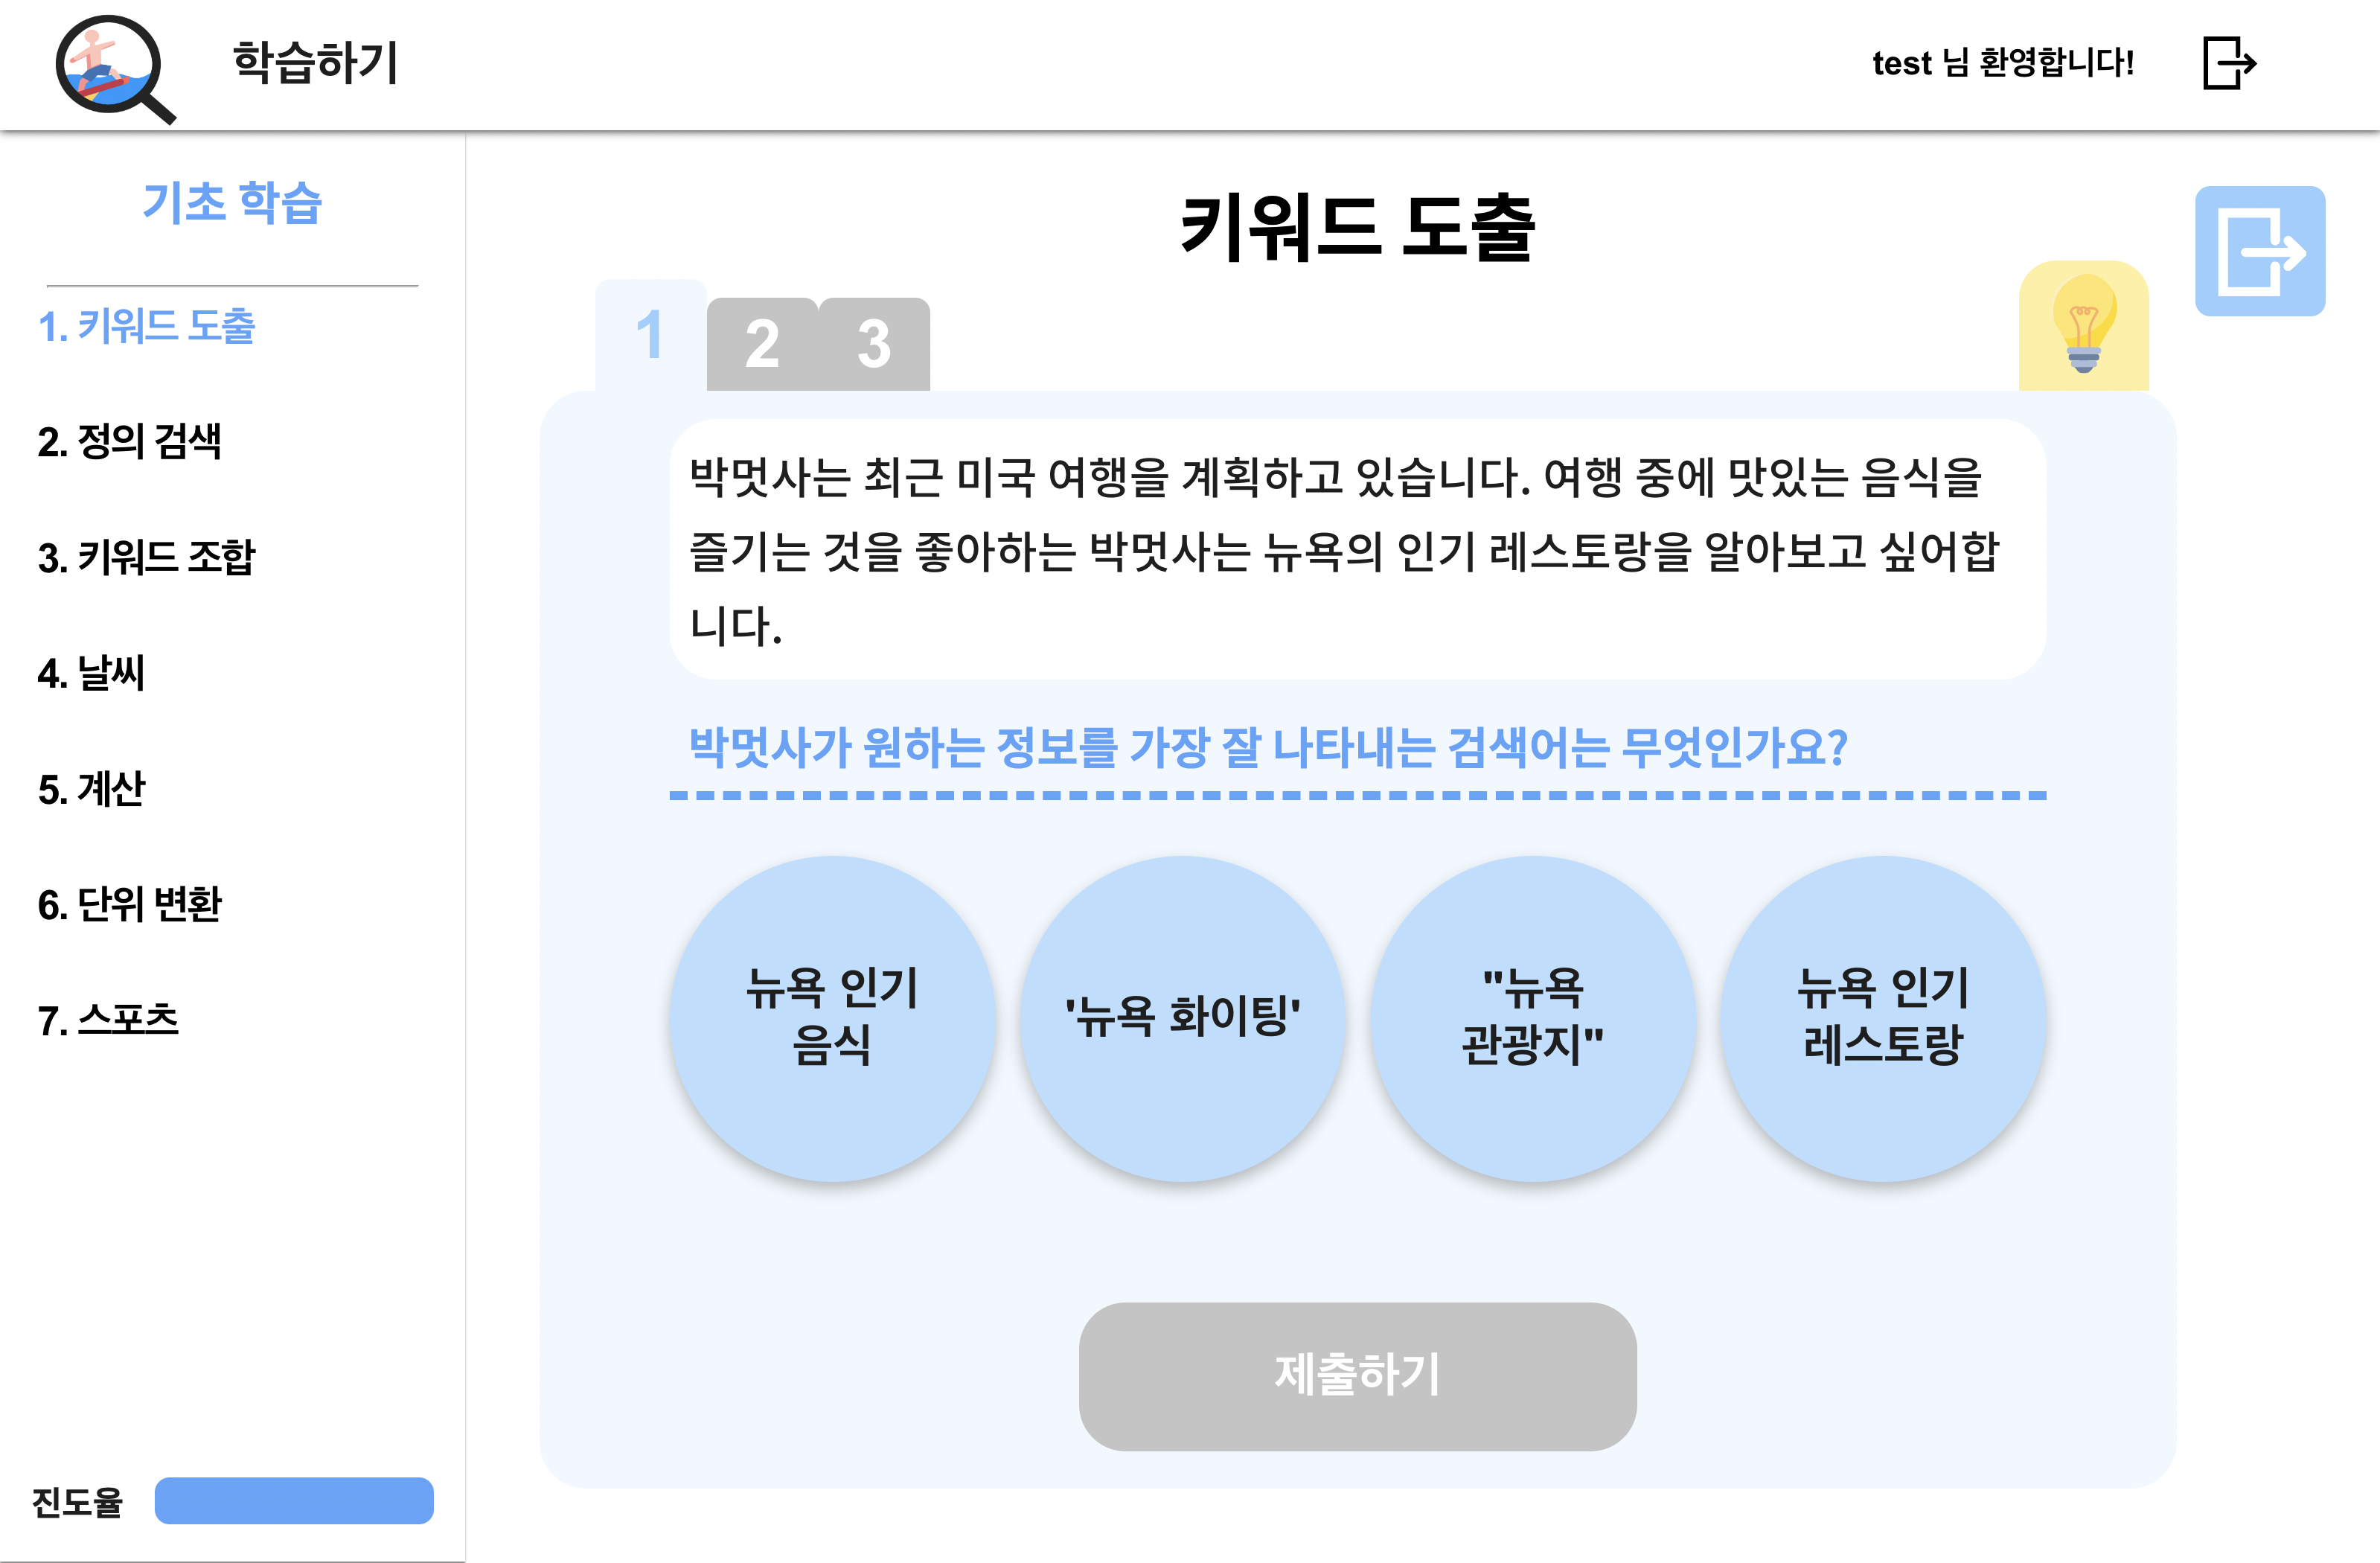 학습하기
test 님 환영합니다!
기초 학습
1. 키워드 도출
2. 정의 검색
3. 키워드 조합
4. 날씨
5. 계산
6. 단위 변환
7. 스포츠
진도율
키워드 도출
1
2
3
박멋사는 최근 미국 여행을 계획하고 있습니다. 여행 중에 맛있는 음식을
즐기는 것을 좋아하는 박멋사는 뉴욕의 인기 레스토랑을 알아보고 싶어합
니다.
박멋사가 원하는 정보를 가장 잘 나타내는 검색어는 무엇인가요?
뉴욕 인기
음식
'뉴욕 화이팅'
"뉴욕
관광지"
뉴욕 인기
레스토랑
제출하기